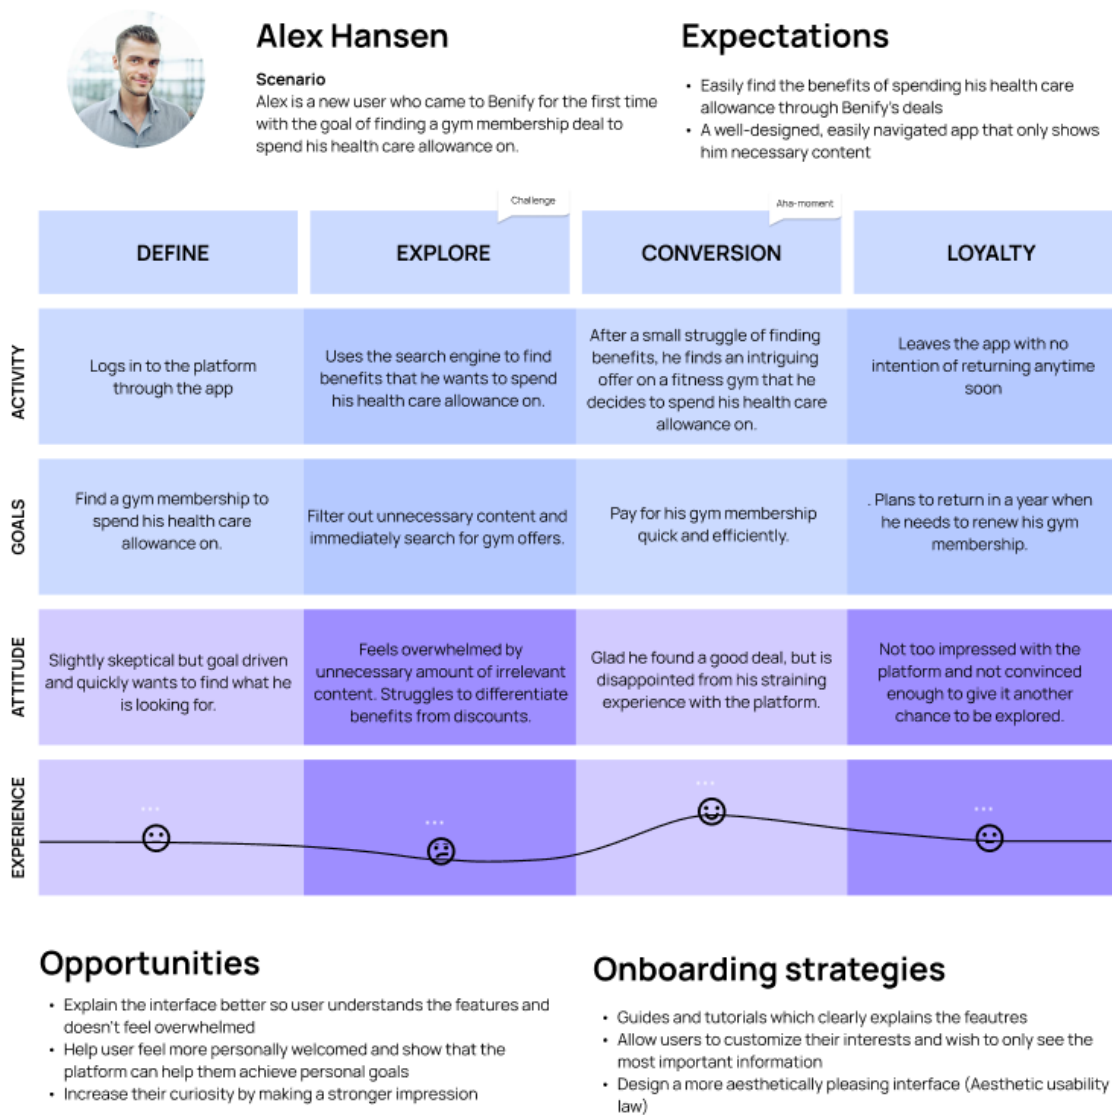 Alex Hansen
Scenario
Alex is a new user who came to Benify for the first time
with the goal of finding a gym membership deal to
spend his health care allowance on.
Expectations
• Easily find the benefits of spending his health care
allowance through Benify's deals
• A well-designed, easily navigated app that only shows
him necessary content
Challenge
Aha-moment
DEFINE
EXPLORE
CONVERSION
LOYALTY
ACTIVITY
Logs in to the platform
through the app
Uses the search engine to find
benefits that he wants to spend
his health care allowance on.
After a small struggle of finding
benefits, he finds an intriguing
offer on a fitness gym that he
decides to spend his health care
allowance on.
Leaves the app with no
intention of returning anytime
soon
GOALS
Find a gym membership to
spend his health care
allowance on.
Filter out unnecessary content and
immediately search for gym offers.
Pay for his gym membership
quick and efficiently.
. Plans to return in a year when
he needs to renew his gym
membership.
ATTITUDE
Slightly skeptical but goal driven
and quickly wants to find what he
is looking for.
Feels overwhelmed by
unnecessary amount of irrelevant
content. Struggles to differentiate
benefits from discounts.
Glad he found a good deal, but is
disappointed from his straining
experience with the platform.
Not too impressed with the
platform and not convinced
enough to give it another
chance to be explored.
EXPERIENCE
Opportunities
• Explain the interface better so user understands the features and
doesn't feel overwhelmed
• Help user feel more personally welcomed and show that the
platform can help them achieve personal goals
• Increase their curiosity by making a stronger impression
Onboarding strategies
• Guides and tutorials which clearly explains the feautres
• Allow users to customize their interests and wish to only see the
most important information
• Design a more aesthetically pleasing interface (Aesthetic usability
law)